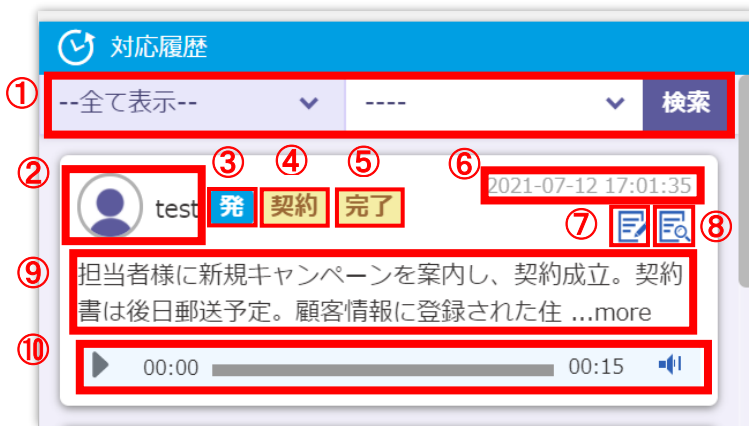 対応履歴
① --全て表示-- ---- 検索
② test ③ 発 ④ 契約 ⑤ 完了 ⑥ 2021-07-12 17:01:35
⑦ ⑧
⑨ 担当者様に新規キャンペーンを案内し、契約成立。契約
書は後日郵送予定。顧客情報に登録された住 ...more
⑩ 00:00 00:15